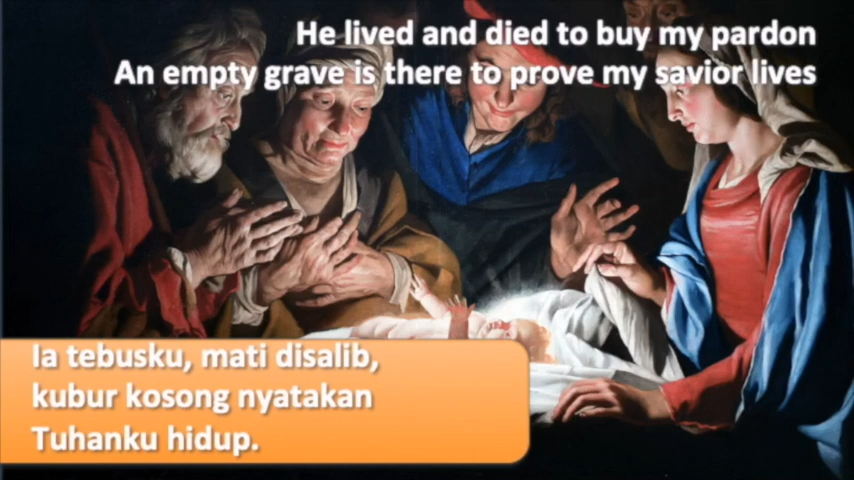 He lived and died to buy my pardon
An empty grave is there to prove my savior lives
Ia tebusku, mati disalib,
kubur kosong nyatakan
Tuhanku hidup.